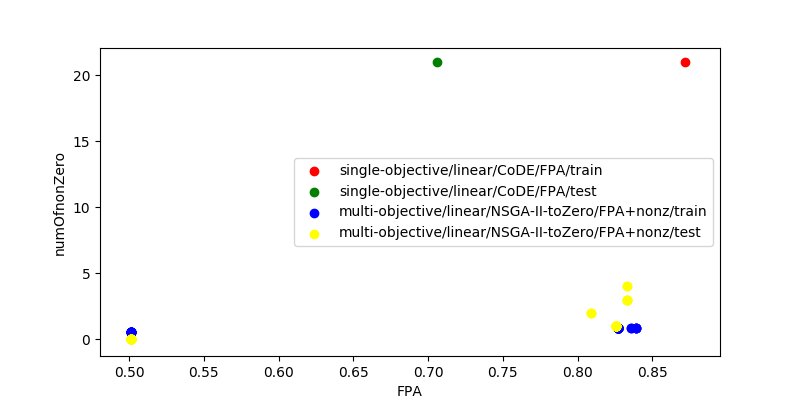 20
15
10
5
0
numOfnonZero
single-objective/linear/CoDE/FPA/train
single-objective/linear/CoDE/FPA/test
multi-objective/linear/NSGA-II-toZero/FPA+nonz/train
multi-objective/linear/NSGA-II-toZero/FPA+nonz/test
0.50 0.55 0.60 0.65 0.70 0.75 0.80 0.85
FPA